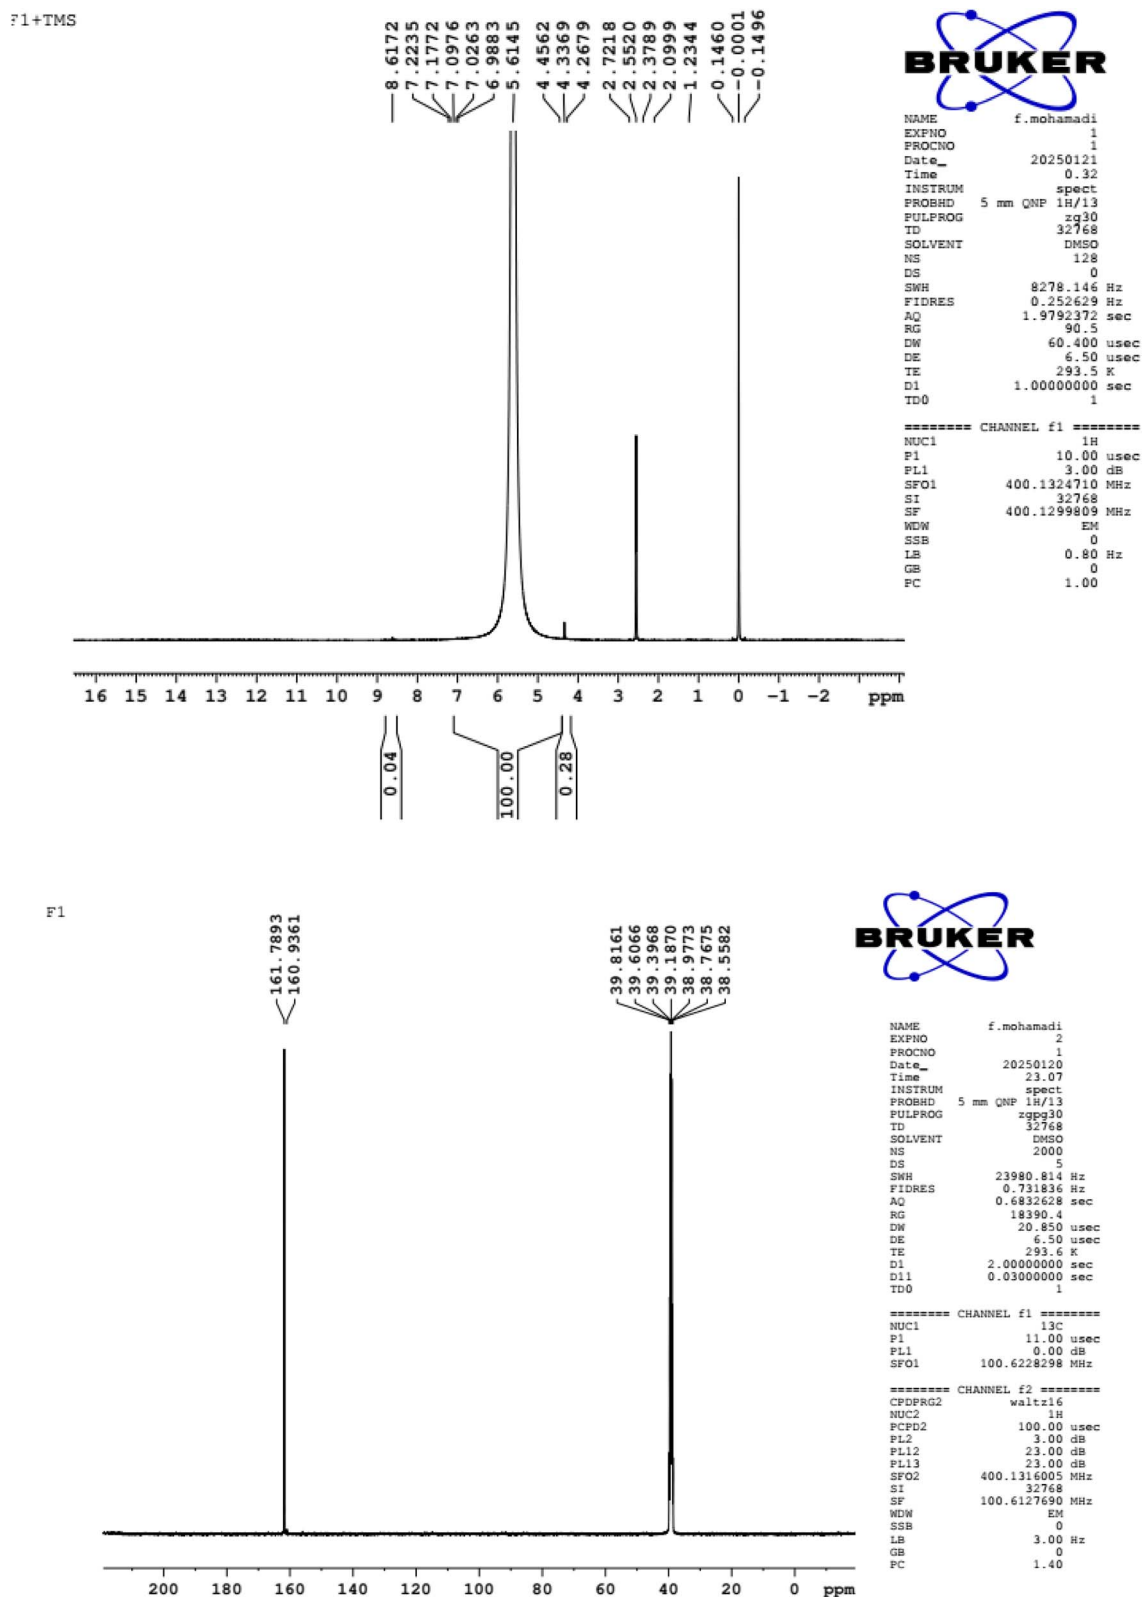 F1+TMS
8.6172
7.2235
7.1772
7.0976
7.0263
6.9883
5.6145
4.4562
4.3369
4.2679
2.7218
2.5520
2.3789
2.0999
1.2344
0.1460
-0.0001
-0.1496
BRUKER
NAME f.mohamadi
EXPNO 1
PROCNO 1
Date_ 20250121
Time 0.32
INSTRUM spect
PROBHD 5 mm QNP 1H/13
PULPROG zg30
TD 32768
SOLVENT DMSO
NS 128
DS 0
SWH 8278.146 Hz
FIDRES 0.252629 Hz
AQ 1.9792372 sec
RG 90.5
DW 60.400 usec
DE 6.50 usec
TE 293.5 K
D1 1.00000000 sec
TD0 1
======== CHANNEL f1 ========
NUC1 1H
P1 10.00 usec
PL1 3.00 dB
SFO1 400.1324710 MHz
SI 32768
SF 400.1299809 MHz
WDW EM
SSB 0
LB 0.80 Hz
GB 0
PC 1.00
16 15 14 13 12 11 10 9 8 7 6 5 4 3 2 1 0 -1 -2 ppm
0.04
100.00
0.28
F1
161.7893
160.9361
39.8161
39.6066
39.3968
39.1870
38.9773
38.7675
38.5582
BRUKER
NAME f.mohamadi
EXPNO 2
PROCNO 1
Date_ 20250120
Time 23.07
INSTRUM spect
PROBHD 5 mm QNP 1H/13
PULPROG zgpg30
TD 32768
SOLVENT DMSO
NS 2000
DS 5
SWH 23980.814 Hz
FIDRES 0.731836 Hz
AQ 0.6832628 sec
RG 18390.4
DW 20.850 usec
DE 6.50 usec
TE 293.6 K
D1 2.00000000 sec
D11 0.03000000 sec
TD0 1
======== CHANNEL f1 ========
NUC1 13C
P1 11.00 usec
PL1 0.00 dB
SFO1 100.6228298 MHz
======== CHANNEL f2 ========
CPDPRG2 waltz16
NUC2 1H
PCPD2 100.00 usec
PL2 3.00 dB
PL12 23.00 dB
PL13 23.00 dB
SFO2 400.1316005 MHz
SI 32768
SF 100.6127690 MHz
WDW EM
SSB 0
LB 3.00 Hz
GB 0
PC 1.40
200 180 160 140 120 100 80 60 40 20 0 ppm